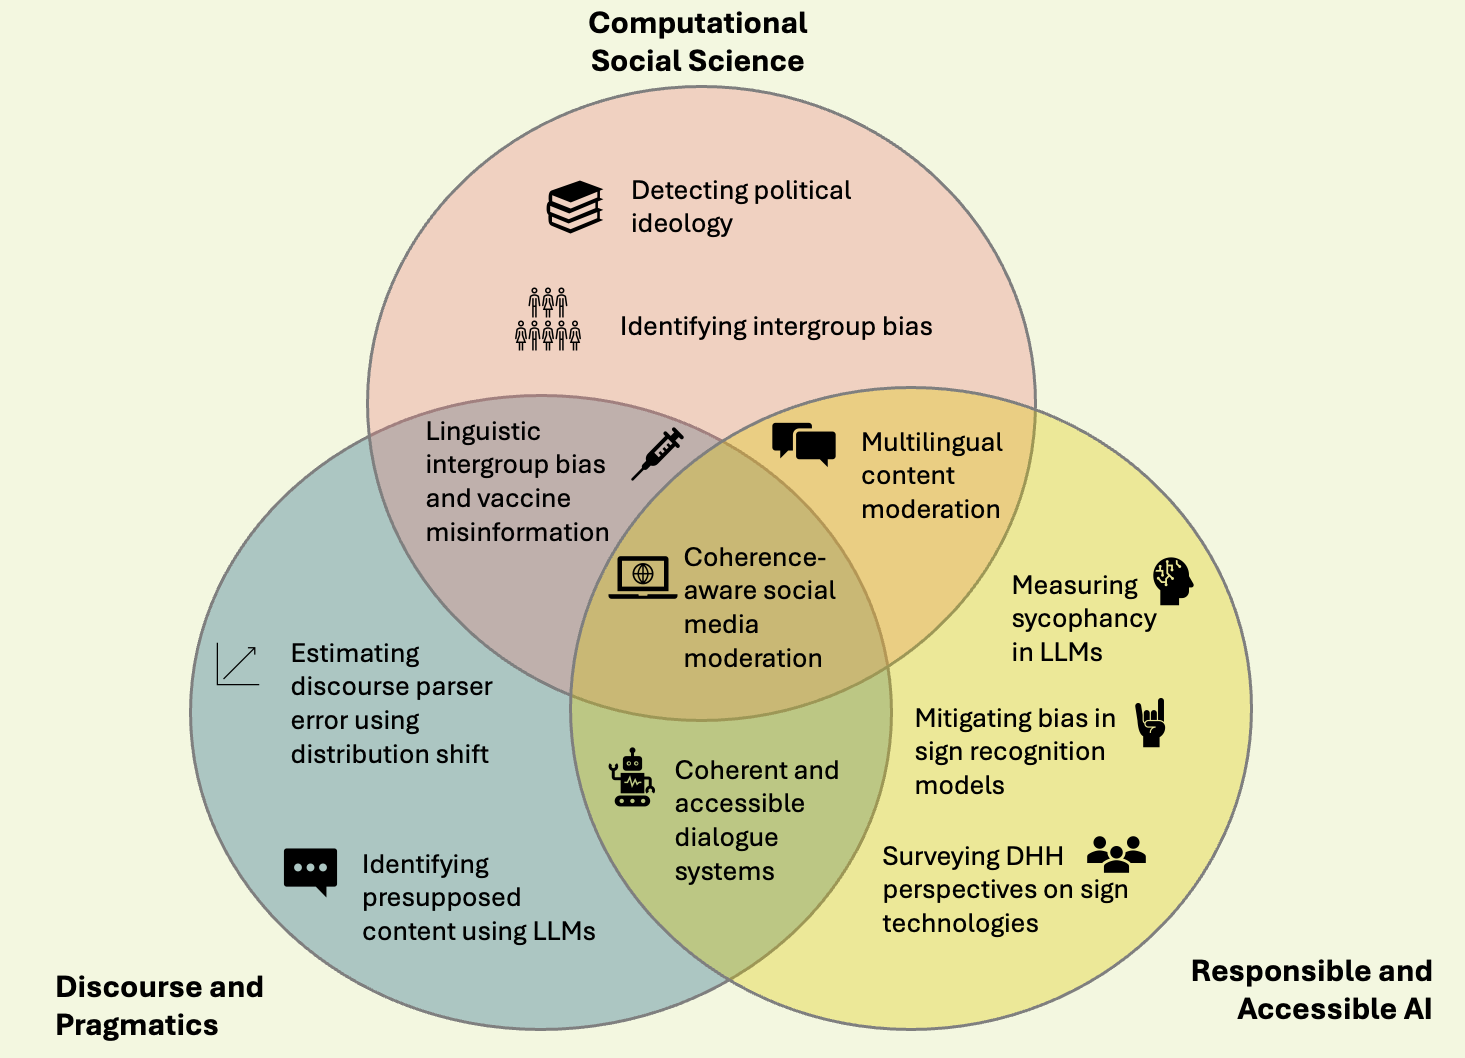 Computational
Social Science
Detecting political
ideology
Identifying intergroup bias
Linguistic
intergroup bias
and vaccine
misinformation
Multilingual
content
moderation
Coherence-
aware social
media
moderation
Measuring
sycophancy
in LLMs
Estimating
discourse parser
error using
distribution shift
Mitigating bias in
sign recognition
models
Coherent and
accessible
dialogue
systems
Surveying DHH
perspectives on sign
technologies
Identifying
presupposed
content using LLMs
Discourse and
Pragmatics
Responsible and
Accessible AI